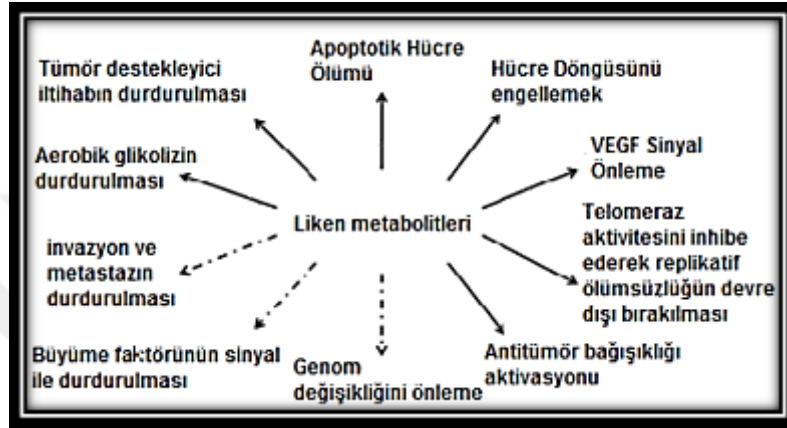 Apoptotik Hücre
Ölümü
Tümör destekleyici
iltihabın durdurulması
Hücre Döngüsünü
engellemek
Aerobik glikolizin
durdurulması
VEGF Sinyal
Önleme
Liken metabolitleri
Telomeraz
aktivitesini inhibe
ederek replikatif
ölümsüzlüğün devre
dışı bırakılması
invazyon ve
metastazın
durdurulması
Büyüme faktörünün sinyal
ile durdurulması
Genom
değişikliğini önleme
Antitümör bağışıklığı
aktivasyonu